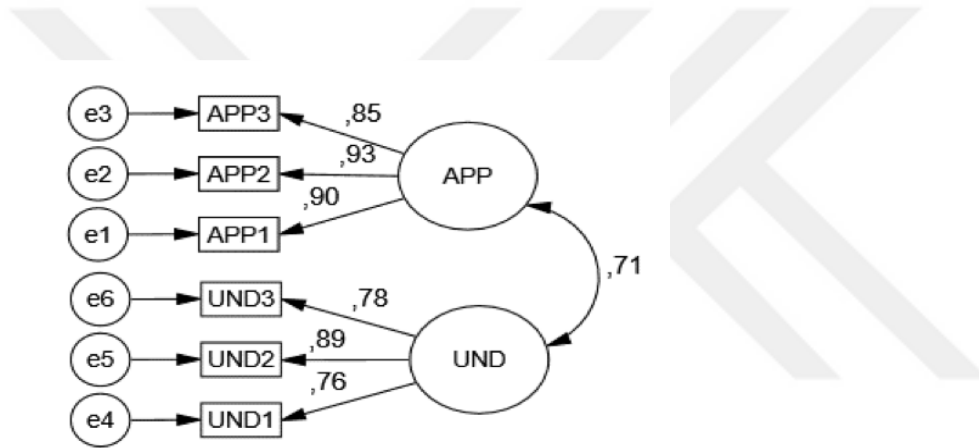 e3 APP3 ,85
e2 APP2 ,93 APP
e1 APP1 ,90
,71
e6 UND3 ,78
e5 UND2 ,89 UND
e4 UND1 ,76